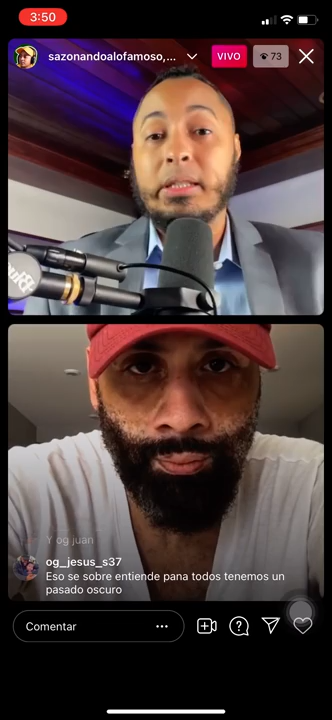 3:50
sazonandoalofamoso,...
VIVO
73
Blue
Y og juan
og_jesus_s37
Eso se sobre entiende pana todos tenemos un
pasado oscuro
Comentar